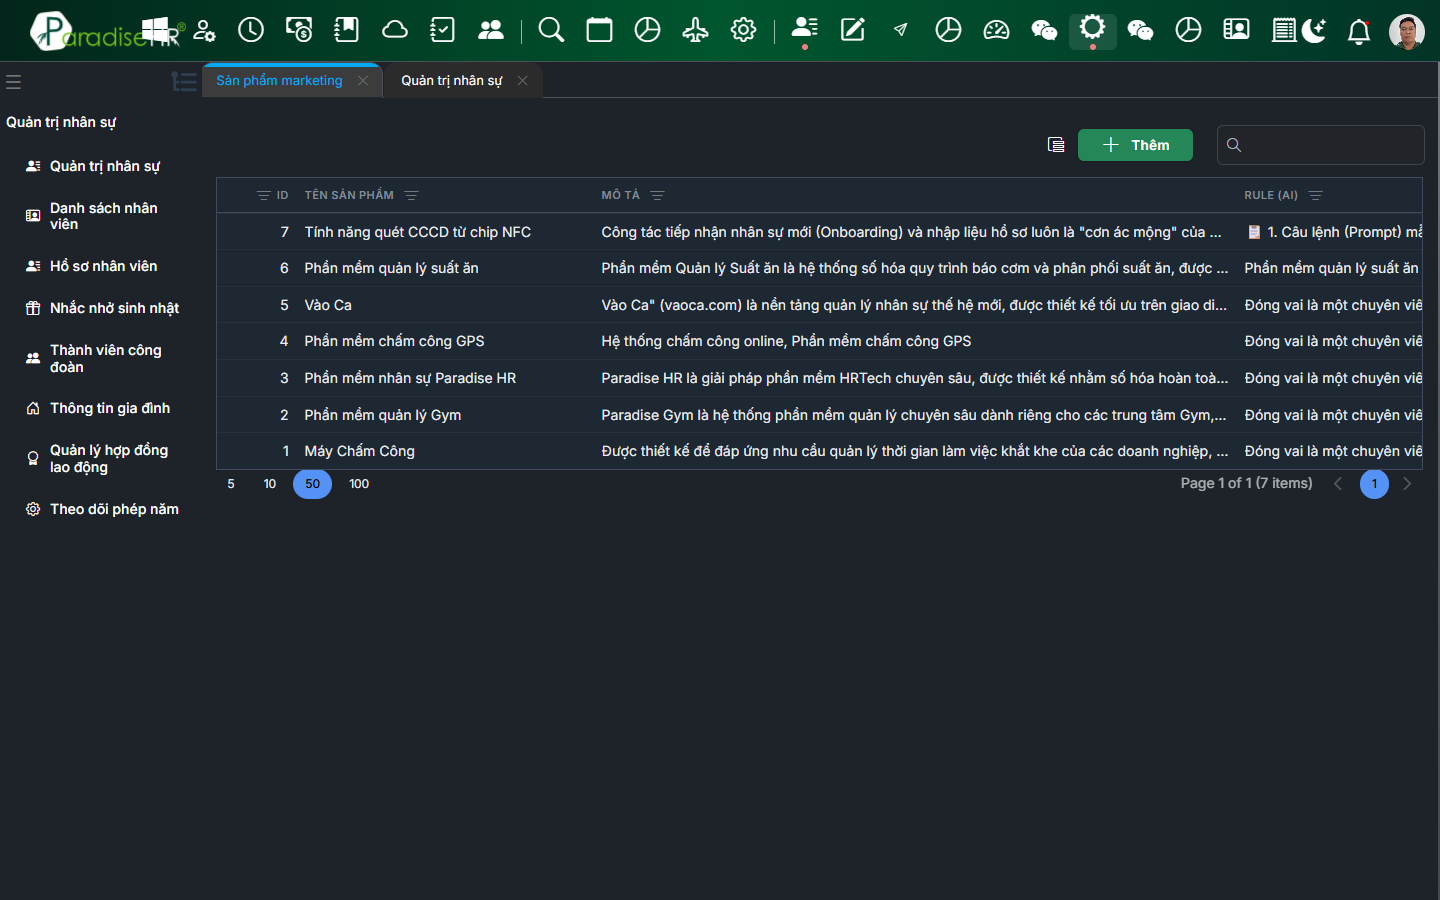 ParadiseHR®
Sản phẩm marketing
Quản trị nhân sự
Quản trị nhân sự
Quản trị nhân sự
Danh sách nhân viên
Hồ sơ nhân viên
Nhắc nhở sinh nhật
Thành viên công đoàn
Thông tin gia đình
Quản lý hợp đồng lao động
Theo dõi phép năm
Thêm
ID TÊN SẢN PHẨM MÔ TẢ RULE (AI)
7 Tính năng quét CCCD từ chip NFC Công tác tiếp nhận nhân sự mới (Onboarding) và nhập liệu hồ sơ luôn là "cơn ác mộng" của ... 1. Câu lệnh (Prompt) mẫ
6 Phần mềm quản lý suất ăn Phần mềm Quản lý Suất ăn là hệ thống số hóa quy trình báo cơm và phân phối suất ăn, được ... Phần mềm quản lý suất ăn
5 Vào Ca Vào Ca" (vaoca.com) là nền tảng quản lý nhân sự thế hệ mới, được thiết kế tối ưu trên giao di... Đóng vai là một chuyên viê
4 Phần mềm chấm công GPS Hệ thống chấm công online, Phần mềm chấm công GPS Đóng vai là một chuyên viê
3 Phần mềm nhân sự Paradise HR Paradise HR là giải pháp phần mềm HRTech chuyên sâu, được thiết kế nhằm số hóa hoàn toà... Đóng vai là một chuyên viê
2 Phần mềm quản lý Gym Paradise Gym là hệ thống phần mềm quản lý chuyên sâu dành riêng cho các trung tâm Gym,... Đóng vai là một chuyên viê
1 Máy Chấm Công Được thiết kế để đáp ứng nhu cầu quản lý thời gian làm việc khắt khe của các doanh nghiệp, ... Đóng vai là một chuyên viê
5 10 50 100 Page 1 of 1 (7 items) 1